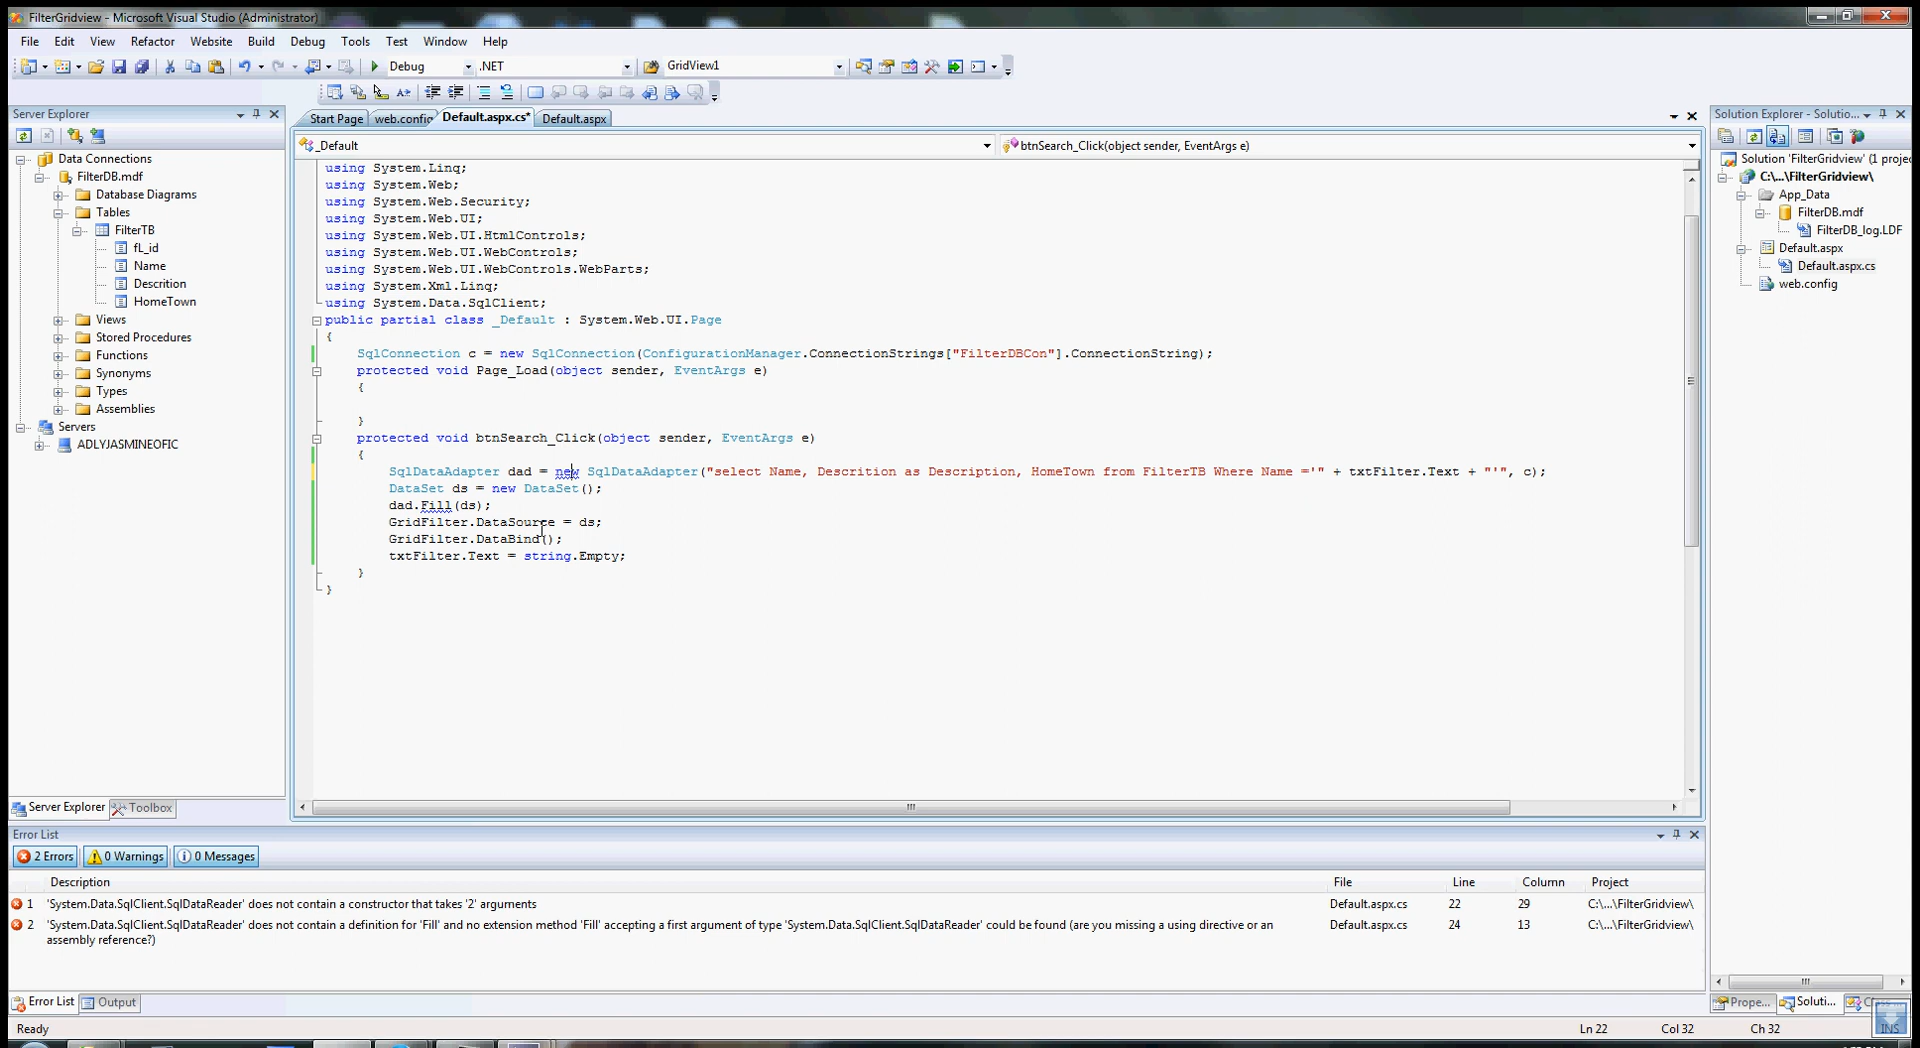 FilterGridview - Microsoft Visual Studio (Administrator)
File Edit View Refactor Website Build Debug Tools Test Window Help
Debug .NET GridView1
Server Explorer
Data Connections
FilterDB.mdf
Database Diagrams
Tables
FilterTB
fL_id
Name
Descrition
HomeTown
Views
Stored Procedures
Functions
Synonyms
Types
Assemblies
Servers
ADLYJASMINEOFIC
Server Explorer Toolbox
Start Page web.config Default.aspx.cs* Default.aspx
_Default btnSearch_Click(object sender, EventArgs e)
using System.Linq;
using System.Web;
using System.Web.Security;
using System.Web.UI;
using System.Web.UI.HtmlControls;
using System.Web.UI.WebControls;
using System.Web.UI.WebControls.WebParts;
using System.Xml.Linq;
using System.Data.SqlClient;
public partial class _Default : System.Web.UI.Page
{
SqlConnection c = new SqlConnection(ConfigurationManager.ConnectionStrings["FilterDBCon"].ConnectionString);
protected void Page_Load(object sender, EventArgs e)
{
}
protected void btnSearch_Click(object sender, EventArgs e)
{
SqlDataAdapter dad = new SqlDataAdapter("select Name, Descrition as Description, HomeTown from FilterTB Where Name ='" + txtFilter.Text + "'", c);
DataSet ds = new DataSet();
dad.Fill(ds);
GridFilter.DataSource = ds;
GridFilter.DataBind();
txtFilter.Text = string.Empty;
}
}
Solution Explorer - Solutio...
Solution 'FilterGridview' (1 projec
C:\...\FilterGridview\
App_Data
FilterDB.mdf
FilterDB_log.LDF
Default.aspx
Default.aspx.cs
web.config
Prope... Soluti...
Error List
2 Errors 0 Warnings 0 Messages
Description File Line Column Project
1 'System.Data.SqlClient.SqlDataReader' does not contain a constructor that takes '2' arguments Default.aspx.cs 22 29 C:\...\FilterGridview\
2 'System.Data.SqlClient.SqlDataReader' does not contain a definition for 'Fill' and no extension method 'Fill' accepting a first argument of type 'System.Data.SqlClient.SqlDataReader' could be found (are you missing a using directive or an Default.aspx.cs 24 13 C:\...\FilterGridview\
assembly reference?)
Error List Output
Ready Ln 22 Col 32 Ch 32 INS